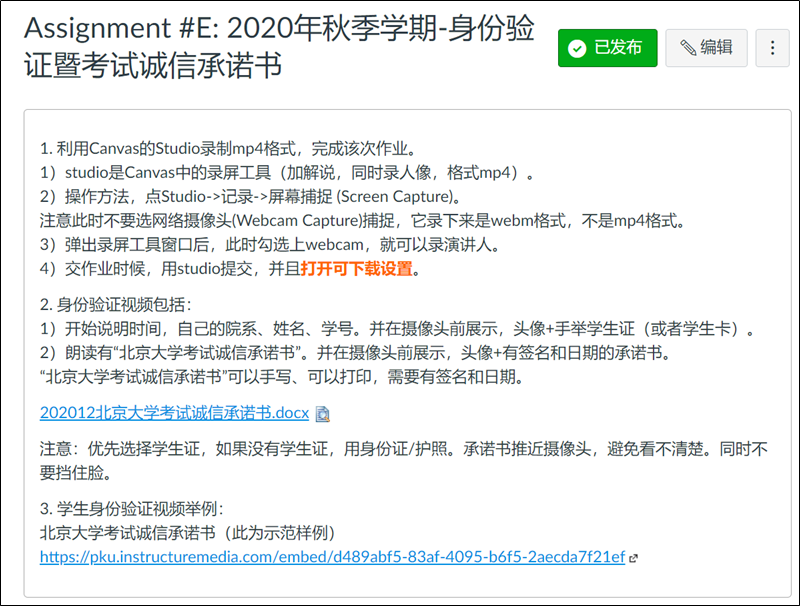 Assignment #E: 2020年秋季学期-身份验
证暨考试诚信承诺书
已发布
编辑
1. 利用Canvas的Studio录制mp4格式，完成该次作业。
1）studio是Canvas中的录屏工具（加解说，同时录人像，格式mp4）。
2）操作方法，点Studio->记录->屏幕捕捉 (Screen Capture)。
注意此时不要选网络摄像头(Webcam Capture)捕捉，它录下来是webm格式，不是mp4格式。
3）弹出录屏工具窗口后，此时勾选上webcam，就可以录演讲人。
4）交作业时候，用studio提交，并且打开可下载设置。
2. 身份验证视频包括：
1）开始说明时间，自己的院系、姓名、学号。并在摄像头前展示，头像+手举学生证（或者学生卡）。
2）朗读有“北京大学考试诚信承诺书”。并在摄像头前展示，头像+有签名和日期的承诺书。
“北京大学考试诚信承诺书”可以手写、可以打印，需要有签名和日期。
202012北京大学考试诚信承诺书.docx
注意：优先选择学生证，如果没有学生证，用身份证/护照。承诺书推近摄像头，避免看不清楚。同时不
要挡住脸。
3. 学生身份验证视频举例：
北京大学考试诚信承诺书（此为示范样例）
https://pku.instructuremedia.com/embed/d489abf5-83af-4095-b6f5-2aecda7f21ef